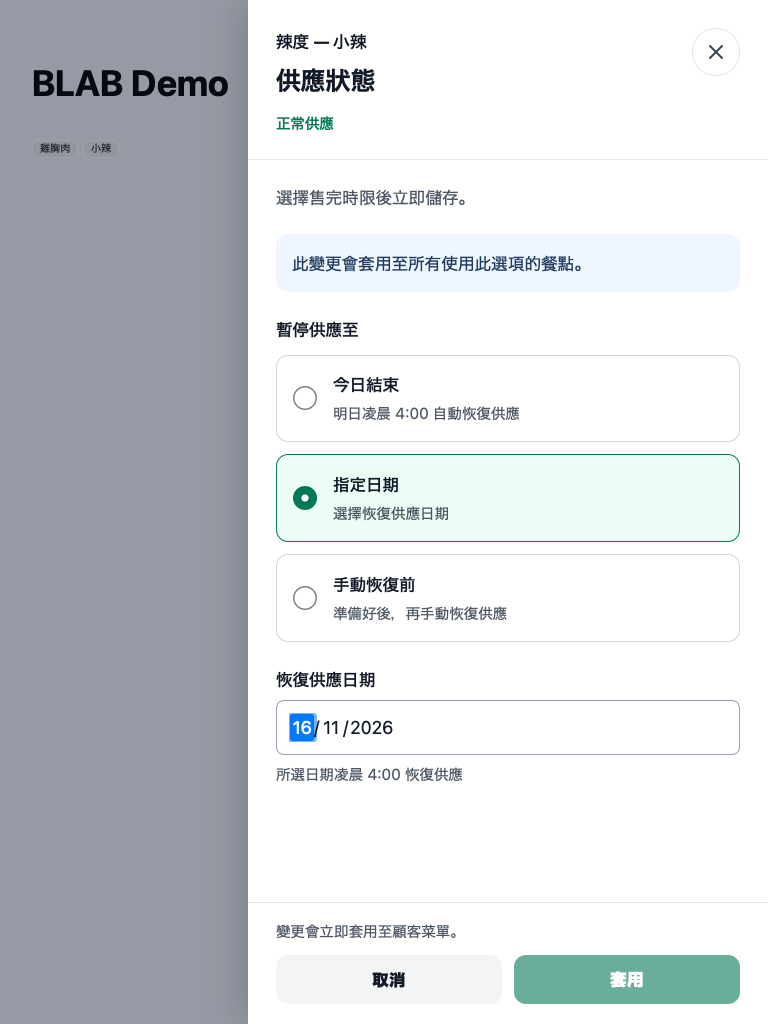 BLAB Demo
雞胸肉 小辣
辣度 — 小辣
供應狀態
正常供應
選擇售完時限後立即儲存。
此變更會套用至所有使用此選項的餐點。
暫停供應至
今日結束
明日凌晨 4:00 自動恢復供應
指定日期
選擇恢復供應日期
手動恢復前
準備好後，再手動恢復供應
恢復供應日期
16/11/2026
所選日期凌晨 4:00 恢復供應
變更會立即套用至顧客菜單。
取消 套用